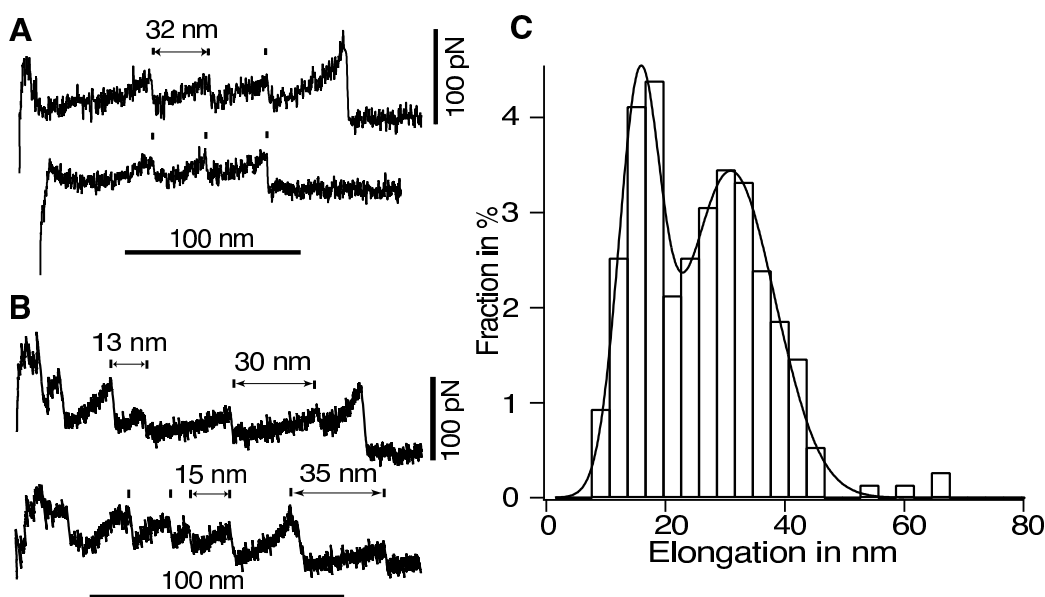 A
32 nm
100 pN
100 nm
B
13 nm
30 nm
100 pN
15 nm
35 nm
100 nm
C
Fraction in %
4
3
2
1
0
0 20 40 60 80
Elongation in nm